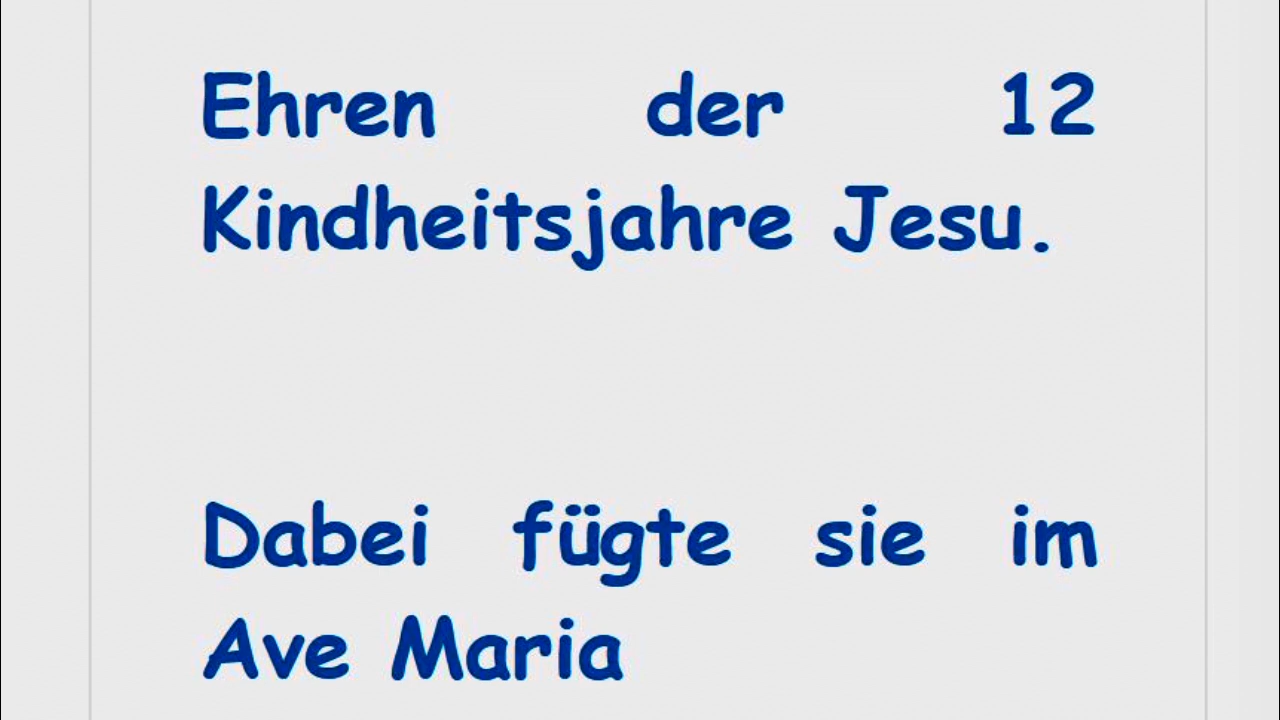 Ehren der 12
Kindheitsjahre Jesu.
Dabei fügte sie im
Ave Maria